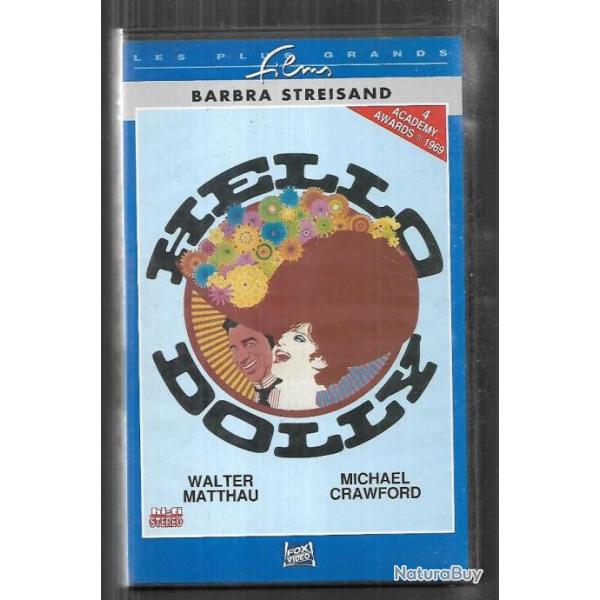 LES PLUS GRANDS
films
BARBRA STREISAND
4
ACADEMY
AWARDS ® 1969
HELLO
DOLLY
WALTER
MATTHAU
MICHAEL
CRAWFORD
hi-fi
STEREO
FOX
VIDEO
NaturaBuy